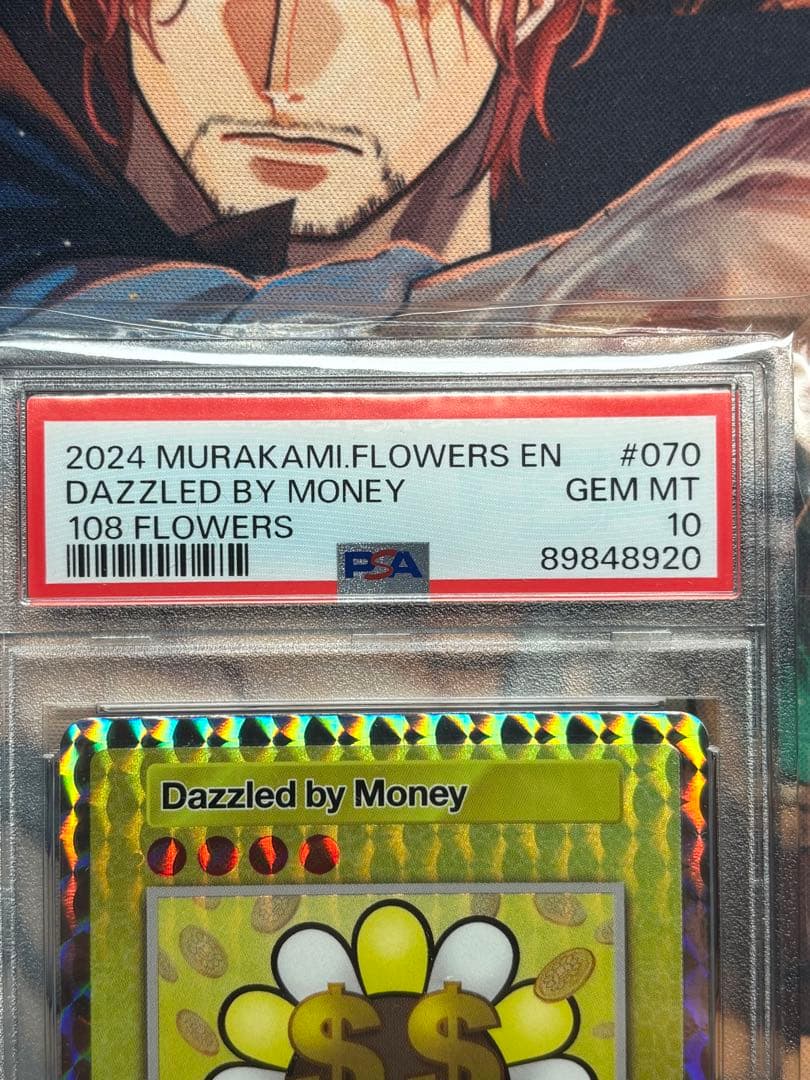 2024 MURAKAMI.FLOWERS EN #070
DAZZLED BY MONEY GEM MT
108 FLOWERS 10
PSA 89848920
Dazzled by Money
$ $